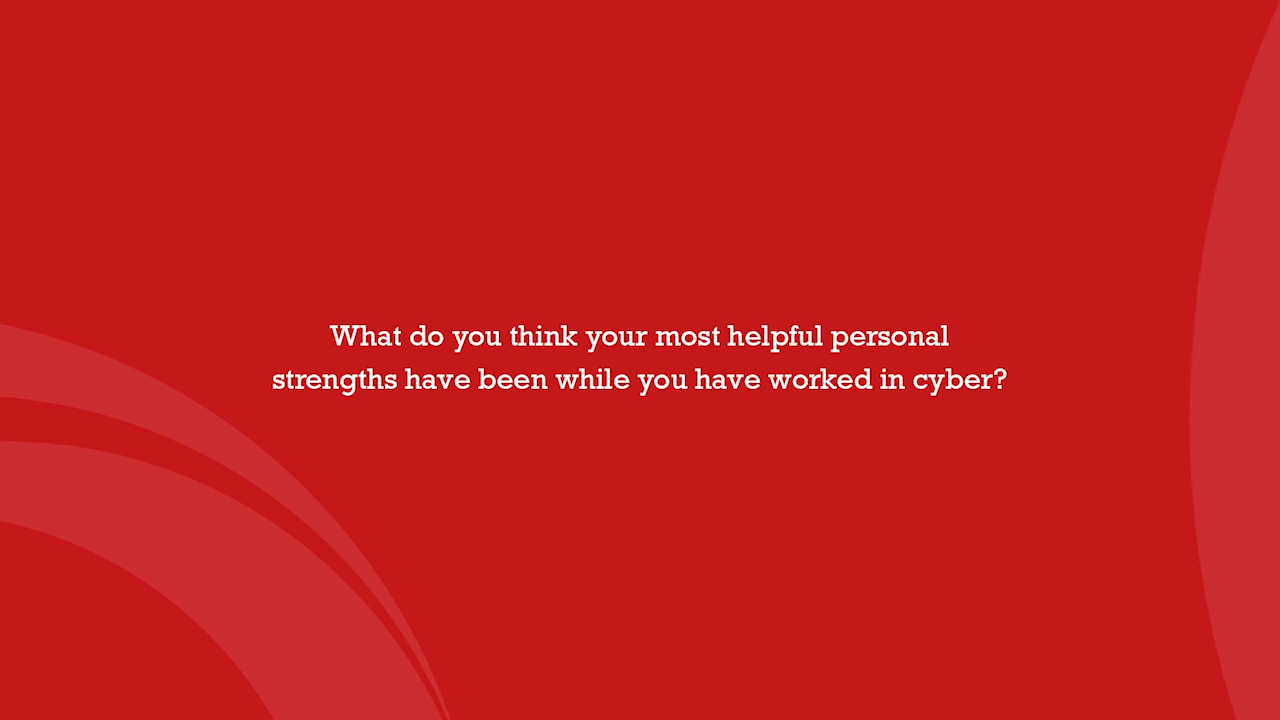 What do you think your most helpful personal
strengths have been while you have worked in cyber?